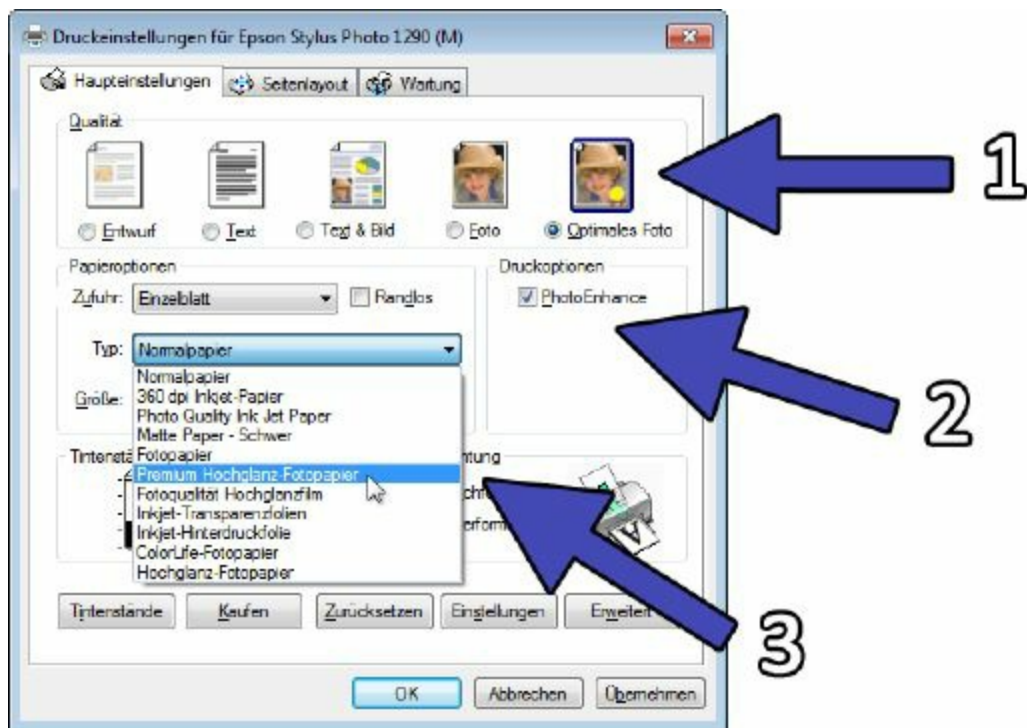 Druckeinstellungen für Epson Stylus Photo 1290 (M)
Haupteinstellungen Seitenlayout Wartung
Qualität
1
Entwurf Text Text & Bild Foto Optimales Foto
Papieroptionen Druckoptionen
Zufuhr: Einzelblatt Randlos PhotoEnhance
Typ: Normalpapier
Normalpapier
Größe: 360 dpi Inkjet-Papier
Photo Quality Ink Jet Paper
2
Matte Paper - Schwer
Fotopapier
Premium Hochglanz-Fotopapier
Fotoqualität Hochglanzfilm
Inkjet-Transparenzfolien
Inkjet-Hinterdruckfolie
ColorLife-Fotopapier
Hochglanz-Fotopapier
Tintenstände Kaufen Zurücksetzen Einstellungen Erweitert
3
OK Abbrechen Übernehmen